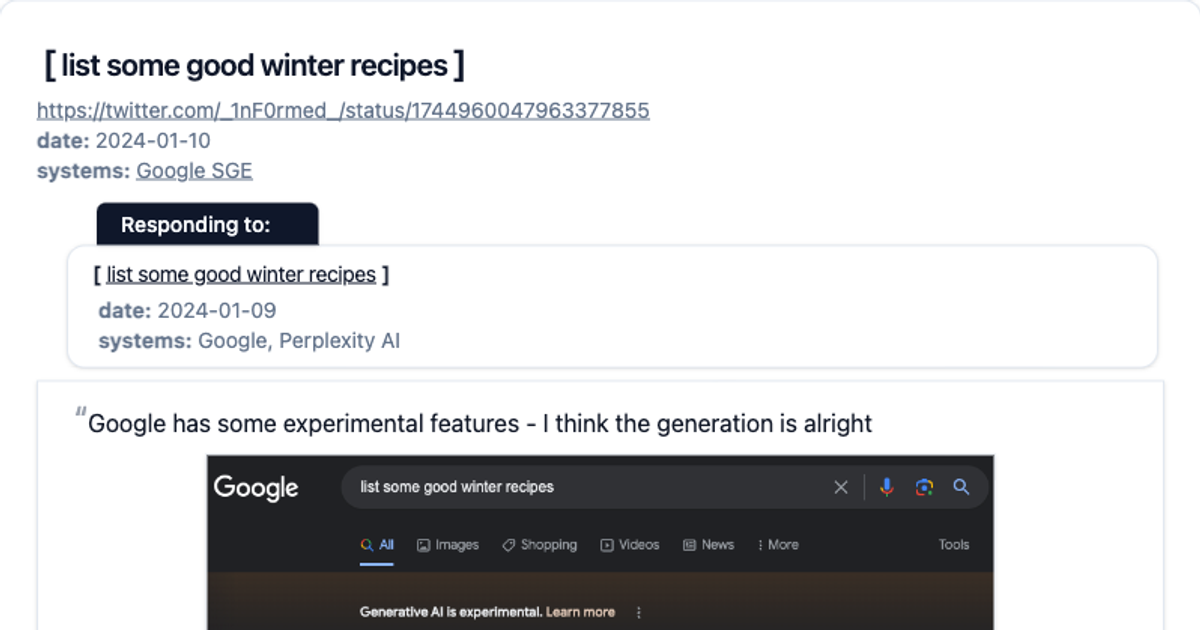 [ list some good winter recipes ]
https://twitter.com/_1nF0rmed_/status/1744960047963377855
date: 2024-01-10
systems: Google SGE
Responding to:
[ list some good winter recipes ]
date: 2024-01-09
systems: Google, Perplexity AI
“Google has some experimental features - I think the generation is alright
Google list some good winter recipes
All Images Shopping Videos News More Tools
Generative AI is experimental. Learn more